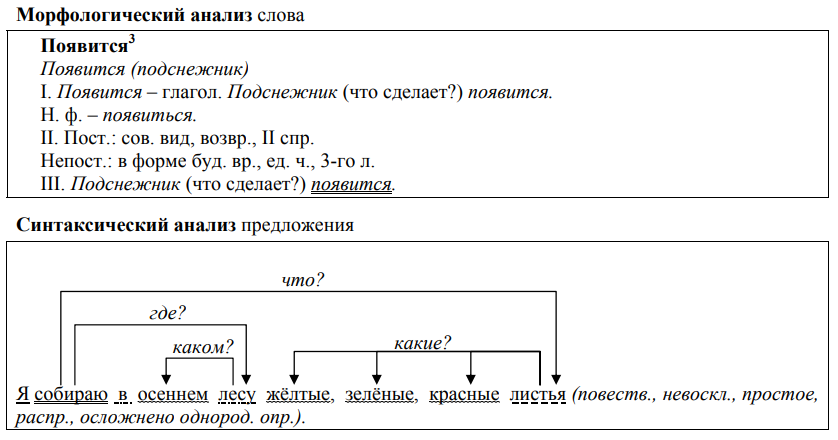 Морфологический анализ слова
Появится³
Появится (подснежник)
I. Появится – глагол. Подснежник (что сделает?) появится.
Н. ф. – появиться.
II. Пост.: сов. вид, возвр., II спр.
Непост.: в форме буд. вр., ед. ч., 3-го л.
III. Подснежник (что сделает?) появится.
Синтаксический анализ предложения
что?
где?
каком?
какие?
Я собираю в осеннем лесу жёлтые, зелёные, красные листья (повеств., невоскл., простое,
распр., осложнено однород. опр.).